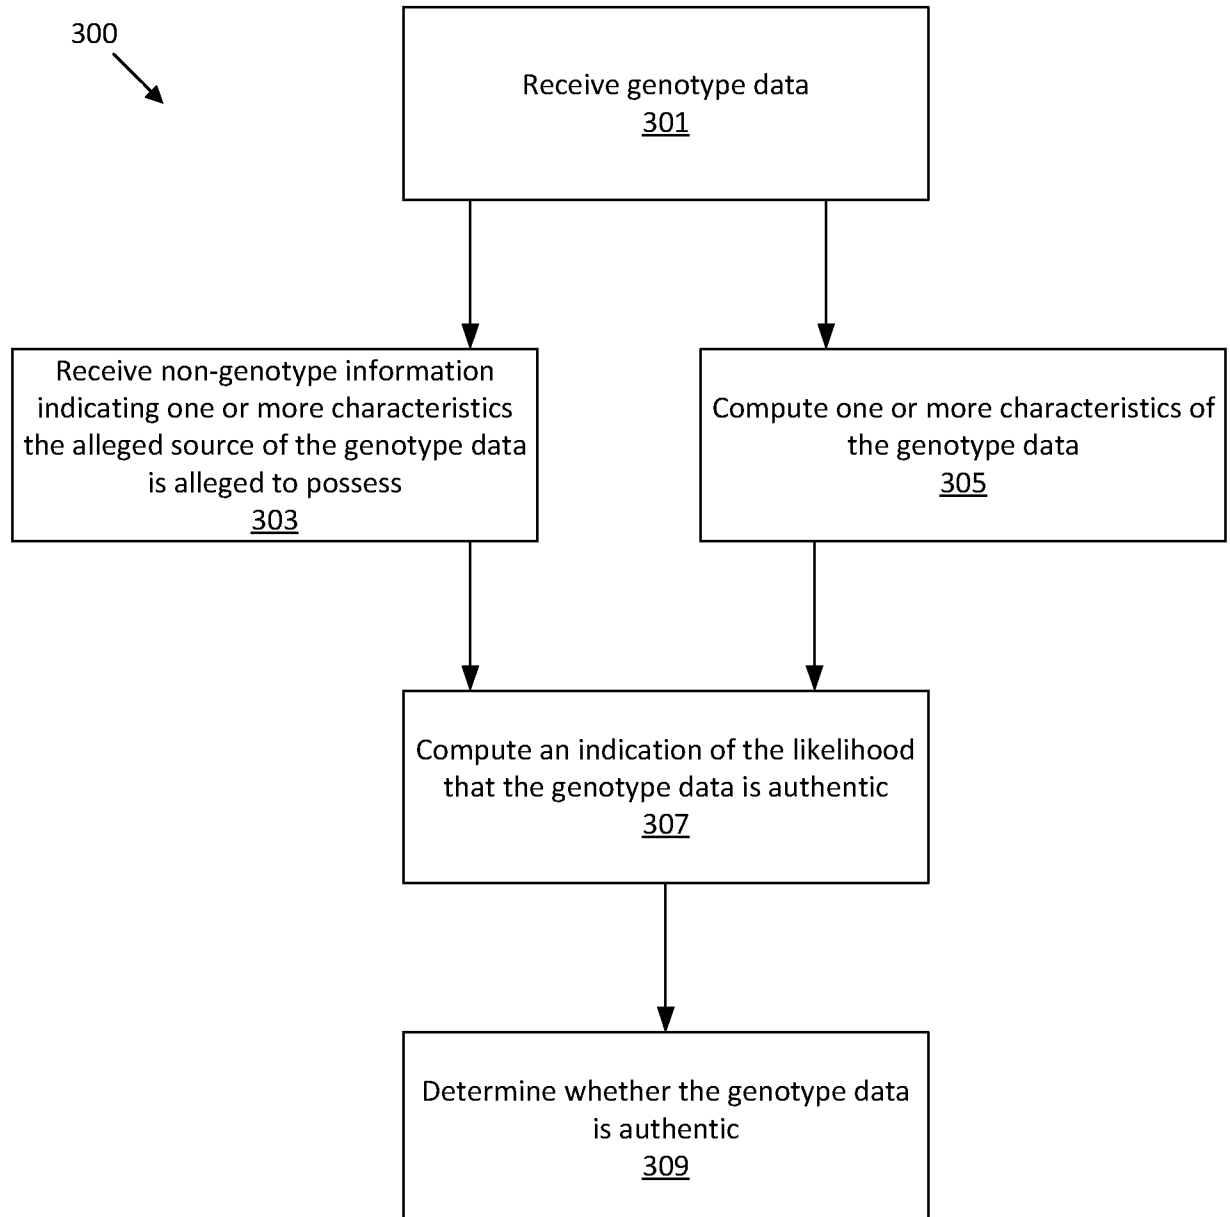 300
Receive genotype data
301
Receive non-genotype information
indicating one or more characteristics
the alleged source of the genotype data
is alleged to possess
303
Compute one or more characteristics of
the genotype data
305
Compute an indication of the likelihood
that the genotype data is authentic
307
Determine whether the genotype data
is authentic
309